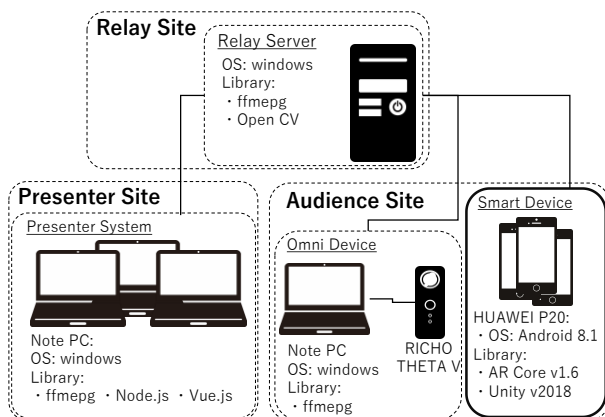 Relay Site
Relay Server
OS: windows
Library:
・ffmepg
・Open CV
Presenter Site
Presenter System
Note PC:
OS: windows
Library:
・ffmepg ・Node.js ・Vue.js
Audience Site
Omni Device
Note PC
OS: windows
Library:
・ffmepg
RICHO
THETA V
Smart Device
HUAWEI P20:
・OS: Android 8.1
Library:
・AR Core v1.6
・Unity v2018